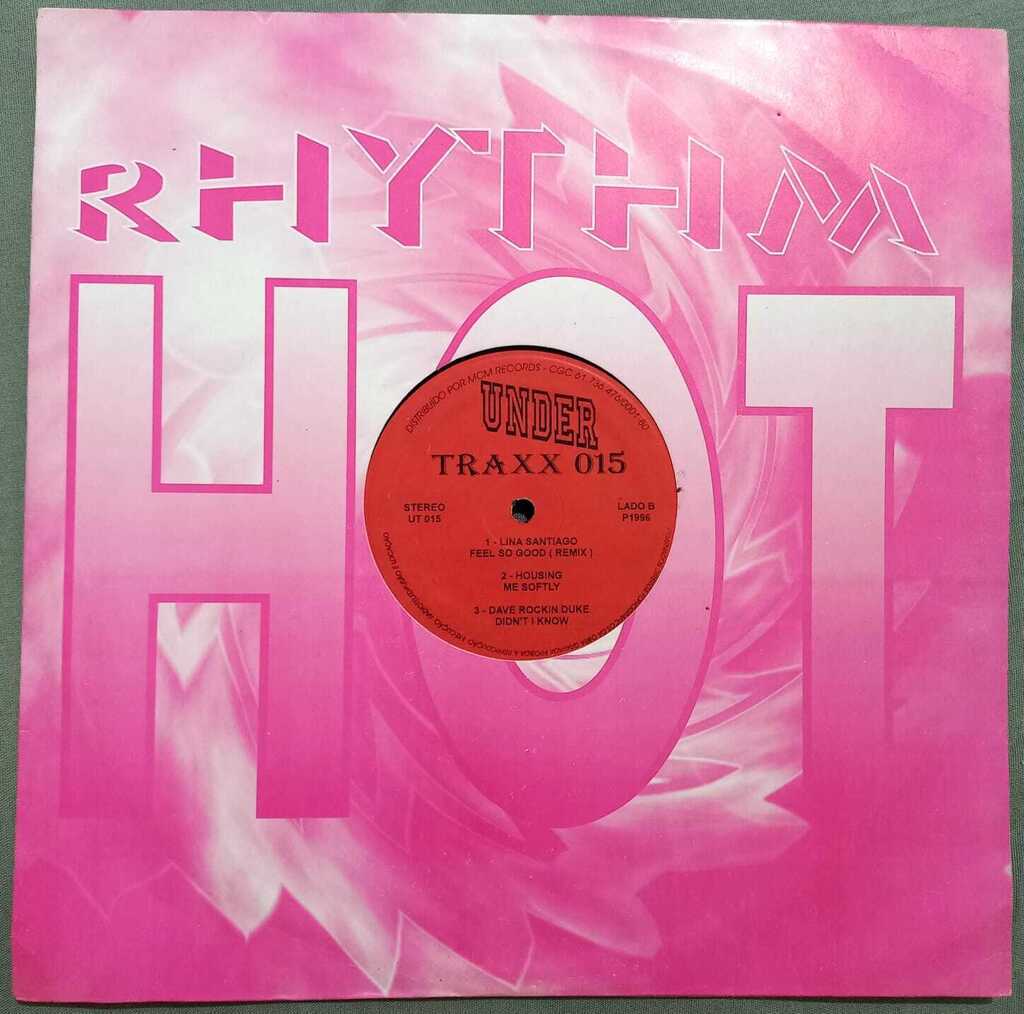 RHYTHM
HOT
DISTRIBUIDO POR MCM RECORDS - CGC 61 736 476/0001-60
UNDER
TRAXX 015
STEREO
UT 015
LADO B
P1996
1 - LINA SANTIAGO
FEEL SO GOOD ( REMIX )
2 - HOUSING
ME SOFTLY
3 - DAVE ROCKIN DUKE
DIDN'T I KNOW